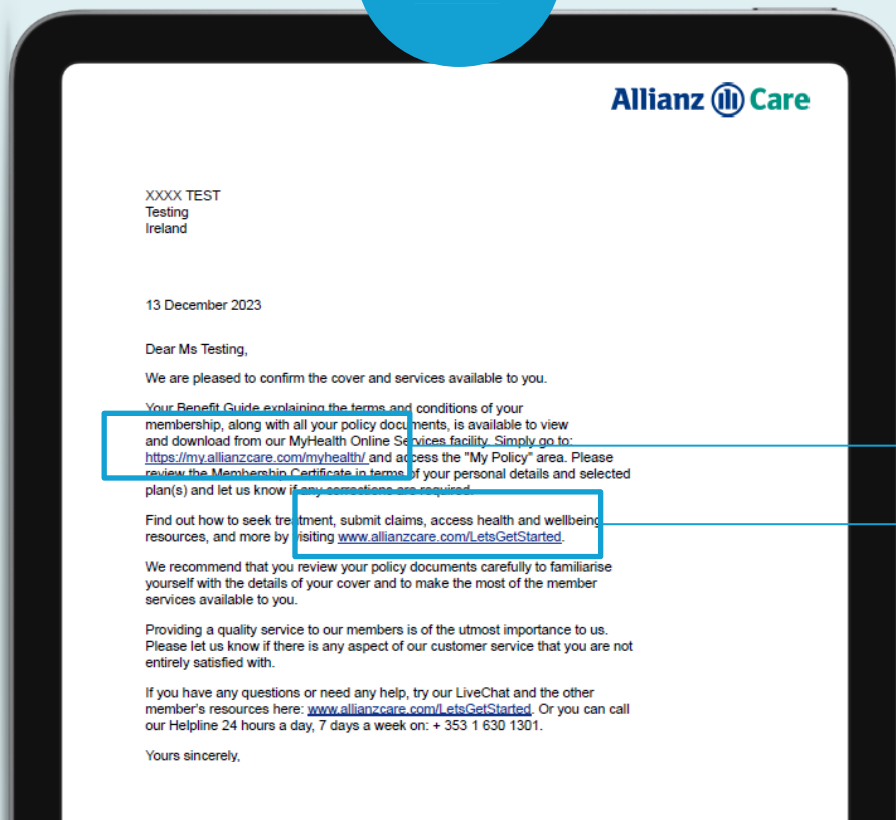 Allianz Care
XXXX TEST
Testing
Ireland
13 December 2023
Dear Ms Testing,
We are pleased to confirm the cover and services available to you.
Your Benefit Guide explaining the terms and conditions of your
membership, along with all your policy documents, is available to view
and download from our MyHealth Online Services facility. Simply go to:
https://my.allianzcare.com/myhealth/ and access the "My Policy" area. Please
review the Membership Certificate in terms of your personal details and selected
plan(s) and let us know if any corrections are required.
Find out how to seek treatment, submit claims, access health and wellbeing
resources, and more by visiting www.allianzcare.com/LetsGetStarted.
We recommend that you review your policy documents carefully to familiarise
yourself with the details of your cover and to make the most of the member
services available to you.
Providing a quality service to our members is of the utmost importance to us.
Please let us know if there is any aspect of our customer service that you are not
entirely satisfied with.
If you have any questions or need any help, try our LiveChat and the other
member's resources here: www.allianzcare.com/LetsGetStarted. Or you can call
our Helpline 24 hours a day, 7 days a week on: + 353 1 630 1301.
Yours sincerely,